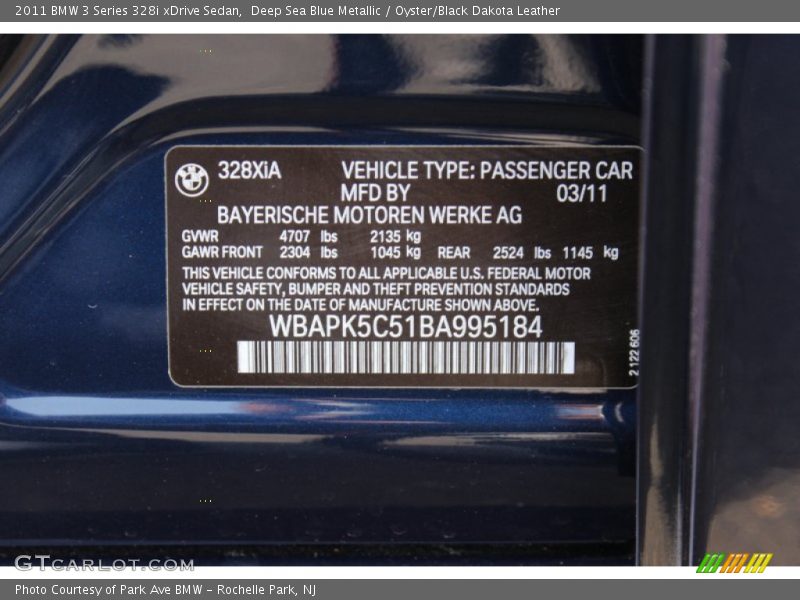 2011 BMW 3 Series 328i xDrive Sedan,  Deep Sea Blue Metallic / Oyster/Black Dakota Leather
328XiA VEHICLE TYPE: PASSENGER CAR
MFD BY 03/11
BAYERISCHE MOTOREN WERKE AG
GVWR 4707 lbs 2135 kg
GAWR FRONT 2304 lbs 1045 kg REAR 2524 lbs 1145 kg
THIS VEHICLE CONFORMS TO ALL APPLICABLE U.S. FEDERAL MOTOR
VEHICLE SAFETY, BUMPER AND THEFT PREVENTION STANDARDS
IN EFFECT ON THE DATE OF MANUFACTURE SHOWN ABOVE.
WBAPK5C51BA995184
2 122 606
GTCARLOT.COM
Photo Courtesy of Park Ave BMW - Rochelle Park, NJ